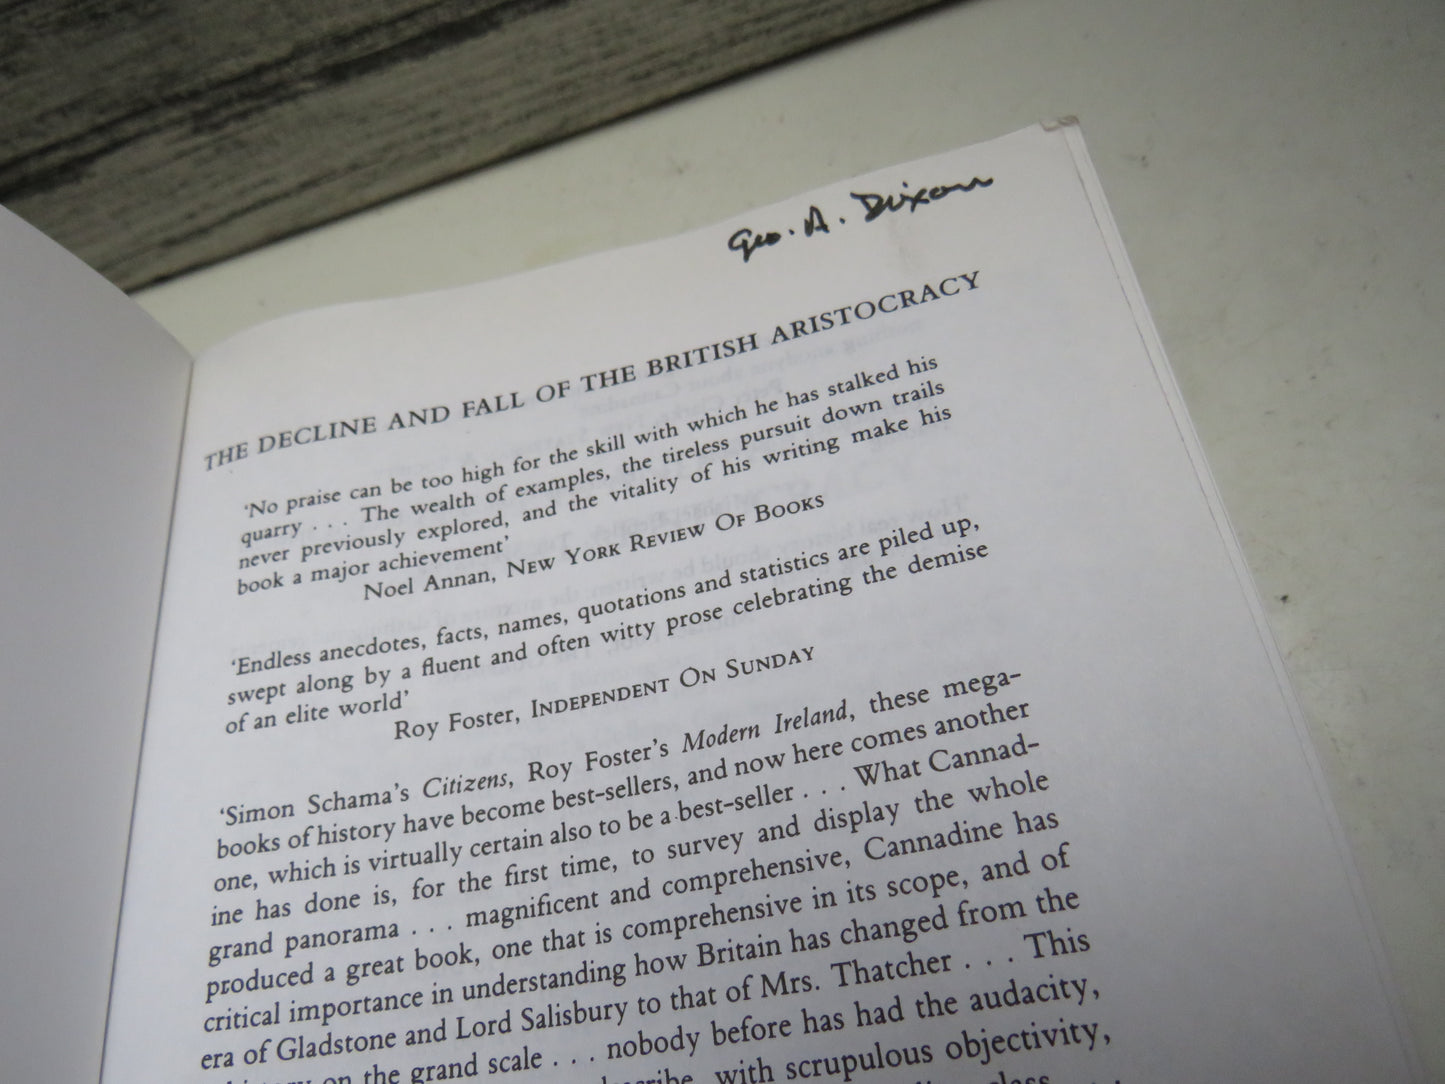 Geo. A. Dixon
THE DECLINE AND FALL OF THE BRITISH ARISTOCRACY
‘No praise can be too high for the skill with which he has stalked his
quarry . . . The wealth of examples, the tireless pursuit down trails
never previously explored, and the vitality of his writing make his
book a major achievement’
Noel Annan, NEW YORK REVIEW OF BOOKS
‘Endless anecdotes, facts, names, quotations and statistics are piled up,
swept along by a fluent and often witty prose celebrating the demise
of an elite world’
Roy Foster, INDEPENDENT ON SUNDAY
‘Simon Schama’s Citizens, Roy Foster’s Modern Ireland, these mega-
books of history have become best-sellers, and now here comes another
one, which is virtually certain also to be a best-seller . . . What Cannad-
ine has done is, for the first time, to survey and display the whole
grand panorama . . . magnificent and comprehensive, Cannadine has
produced a great book, one that is comprehensive in its scope, and of
critical importance in understanding how Britain has changed from the
era of Gladstone and Lord Salisbury to that of Mrs. Thatcher . . . This
on the grand scale . . . nobody before has had the audacity,
with scrupulous objectivity,
class